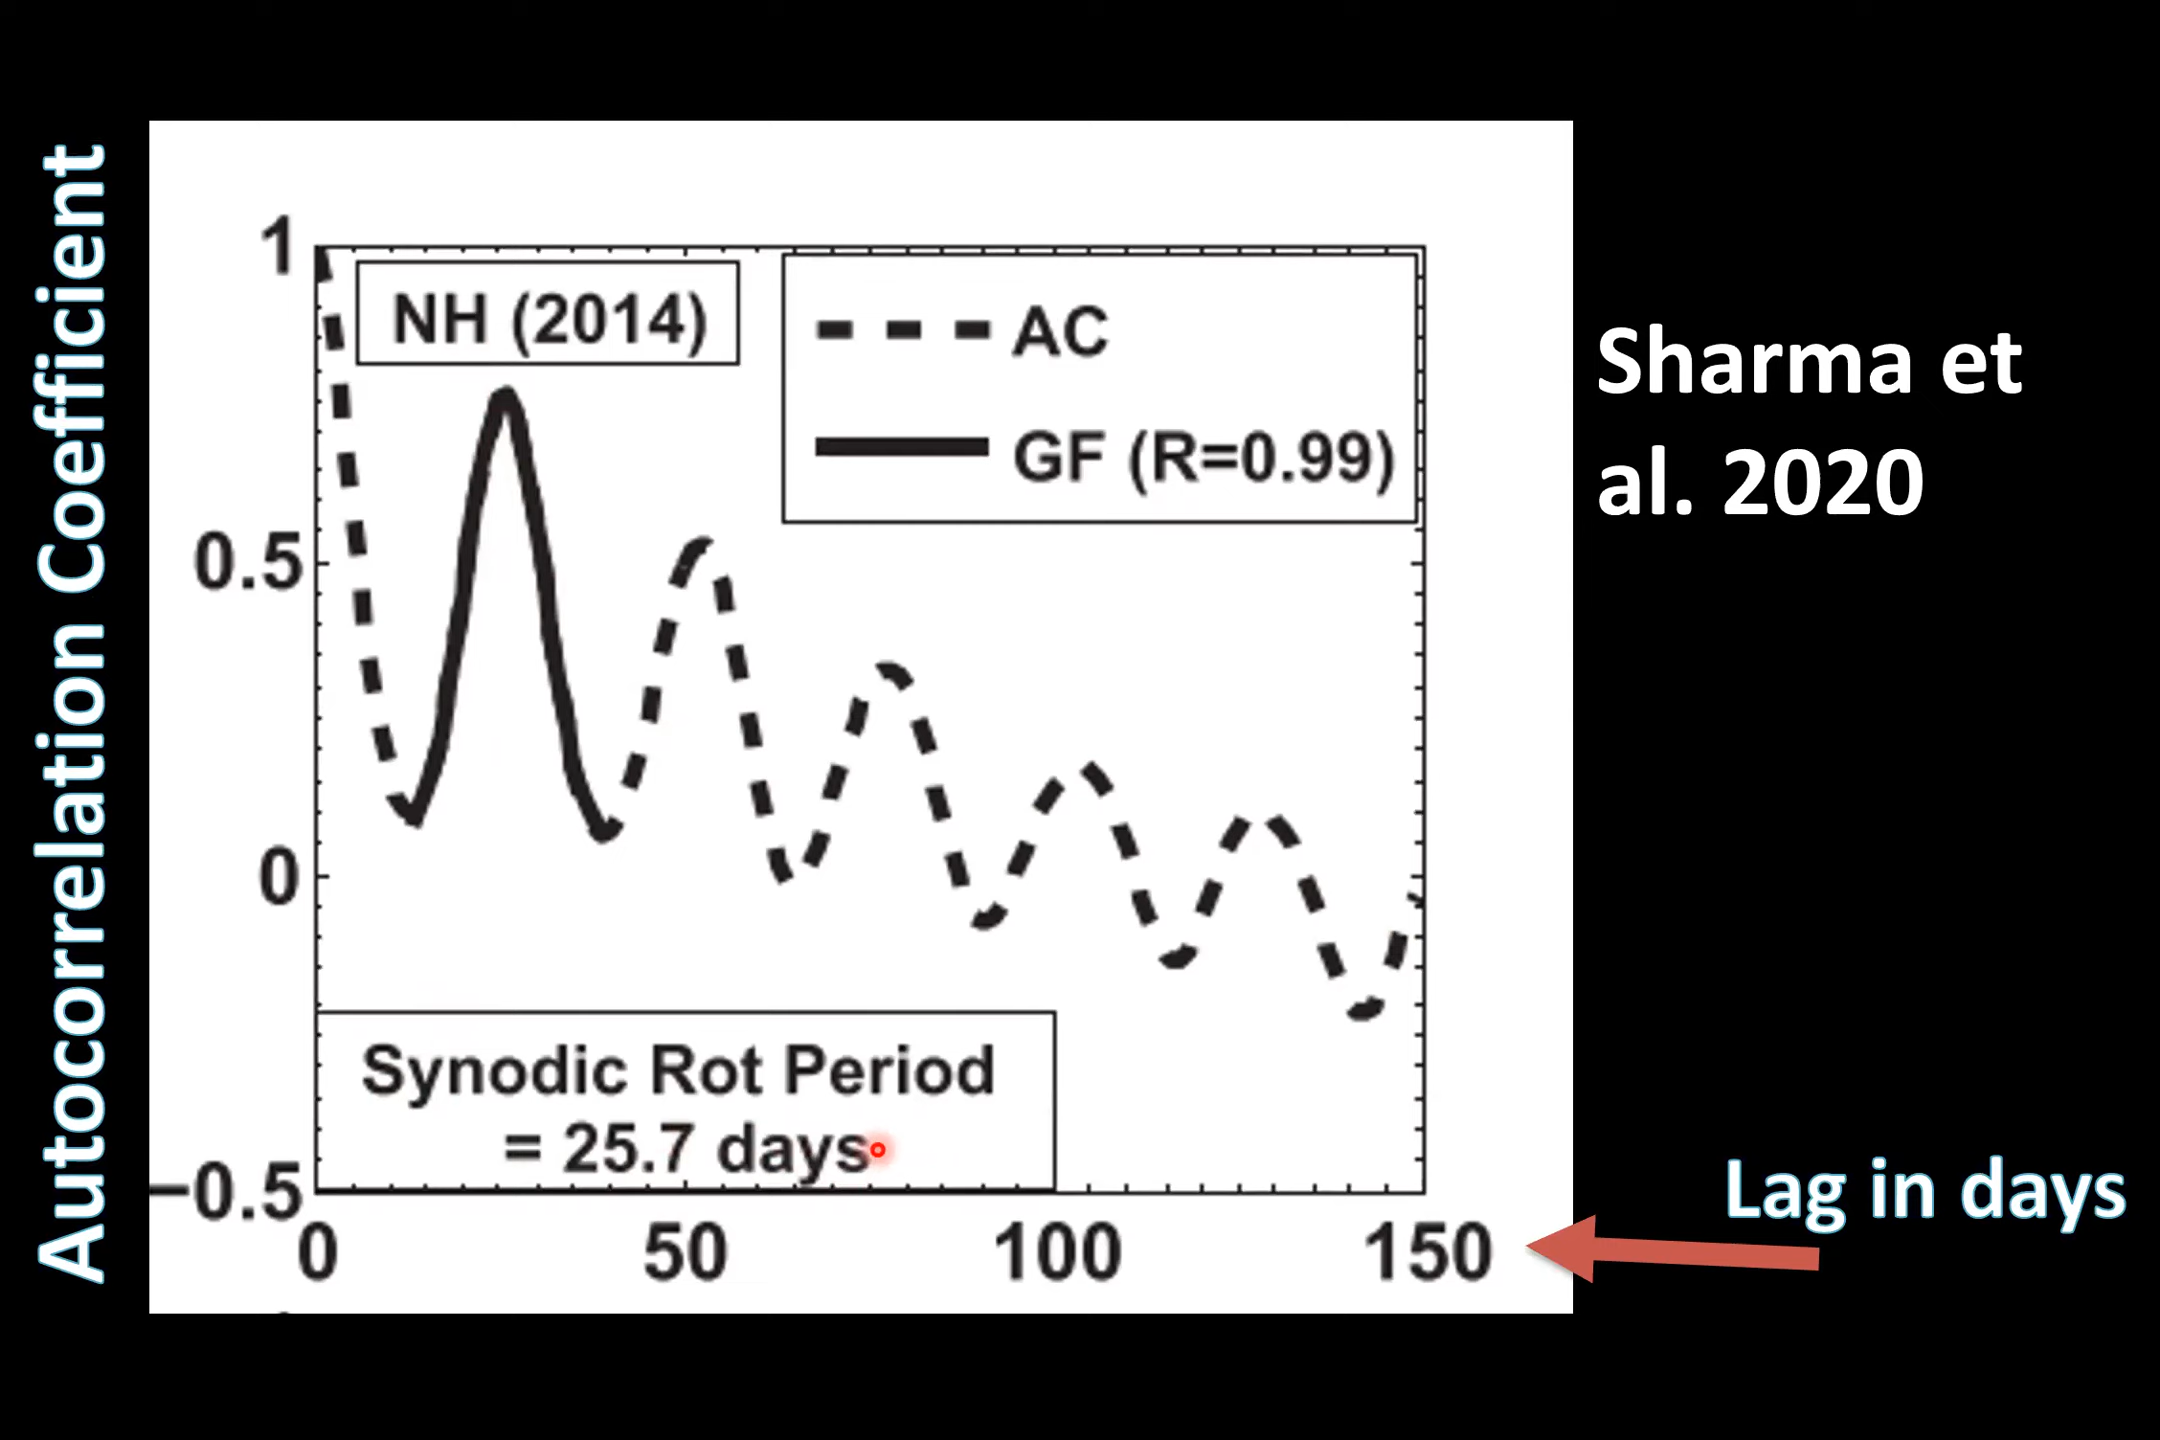 Autocorrelation Coefficient
1
0.5
0
−0.5
NH (2014)
AC
GF (R=0.99)
Synodic Rot Period
= 25.7 days
0 50 100 150
Sharma et
al. 2020
Lag in days